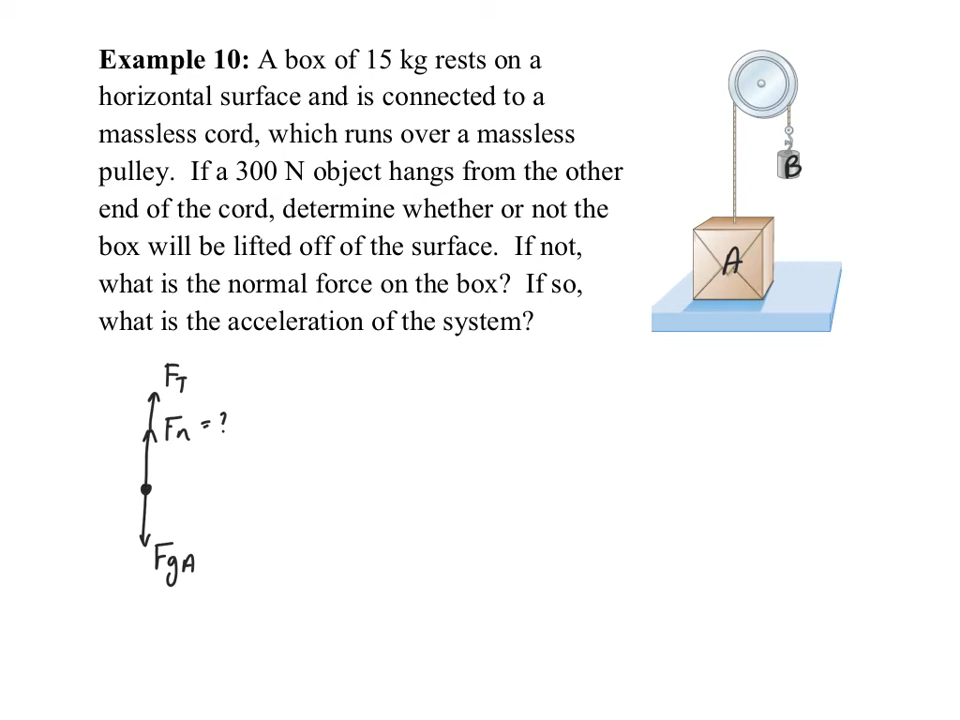 Example 10: A box of 15 kg rests on a
horizontal surface and is connected to a
massless cord, which runs over a massless
pulley. If a 300 N object hangs from the other
end of the cord, determine whether or not the
box will be lifted off of the surface. If not,
what is the normal force on the box? If so,
what is the acceleration of the system?
B
A
FT
Fn = ?
FgA